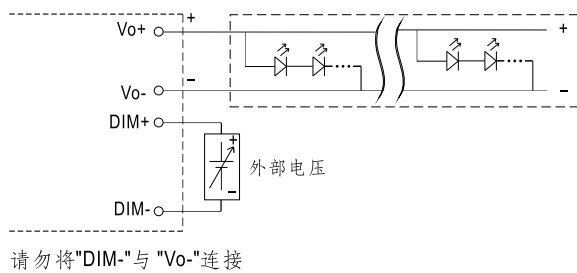 Vo+
+
+
Vo-
−
−
DIM+
+
外部电压
−
DIM-
请勿将"DIM-"与 "Vo-"连接